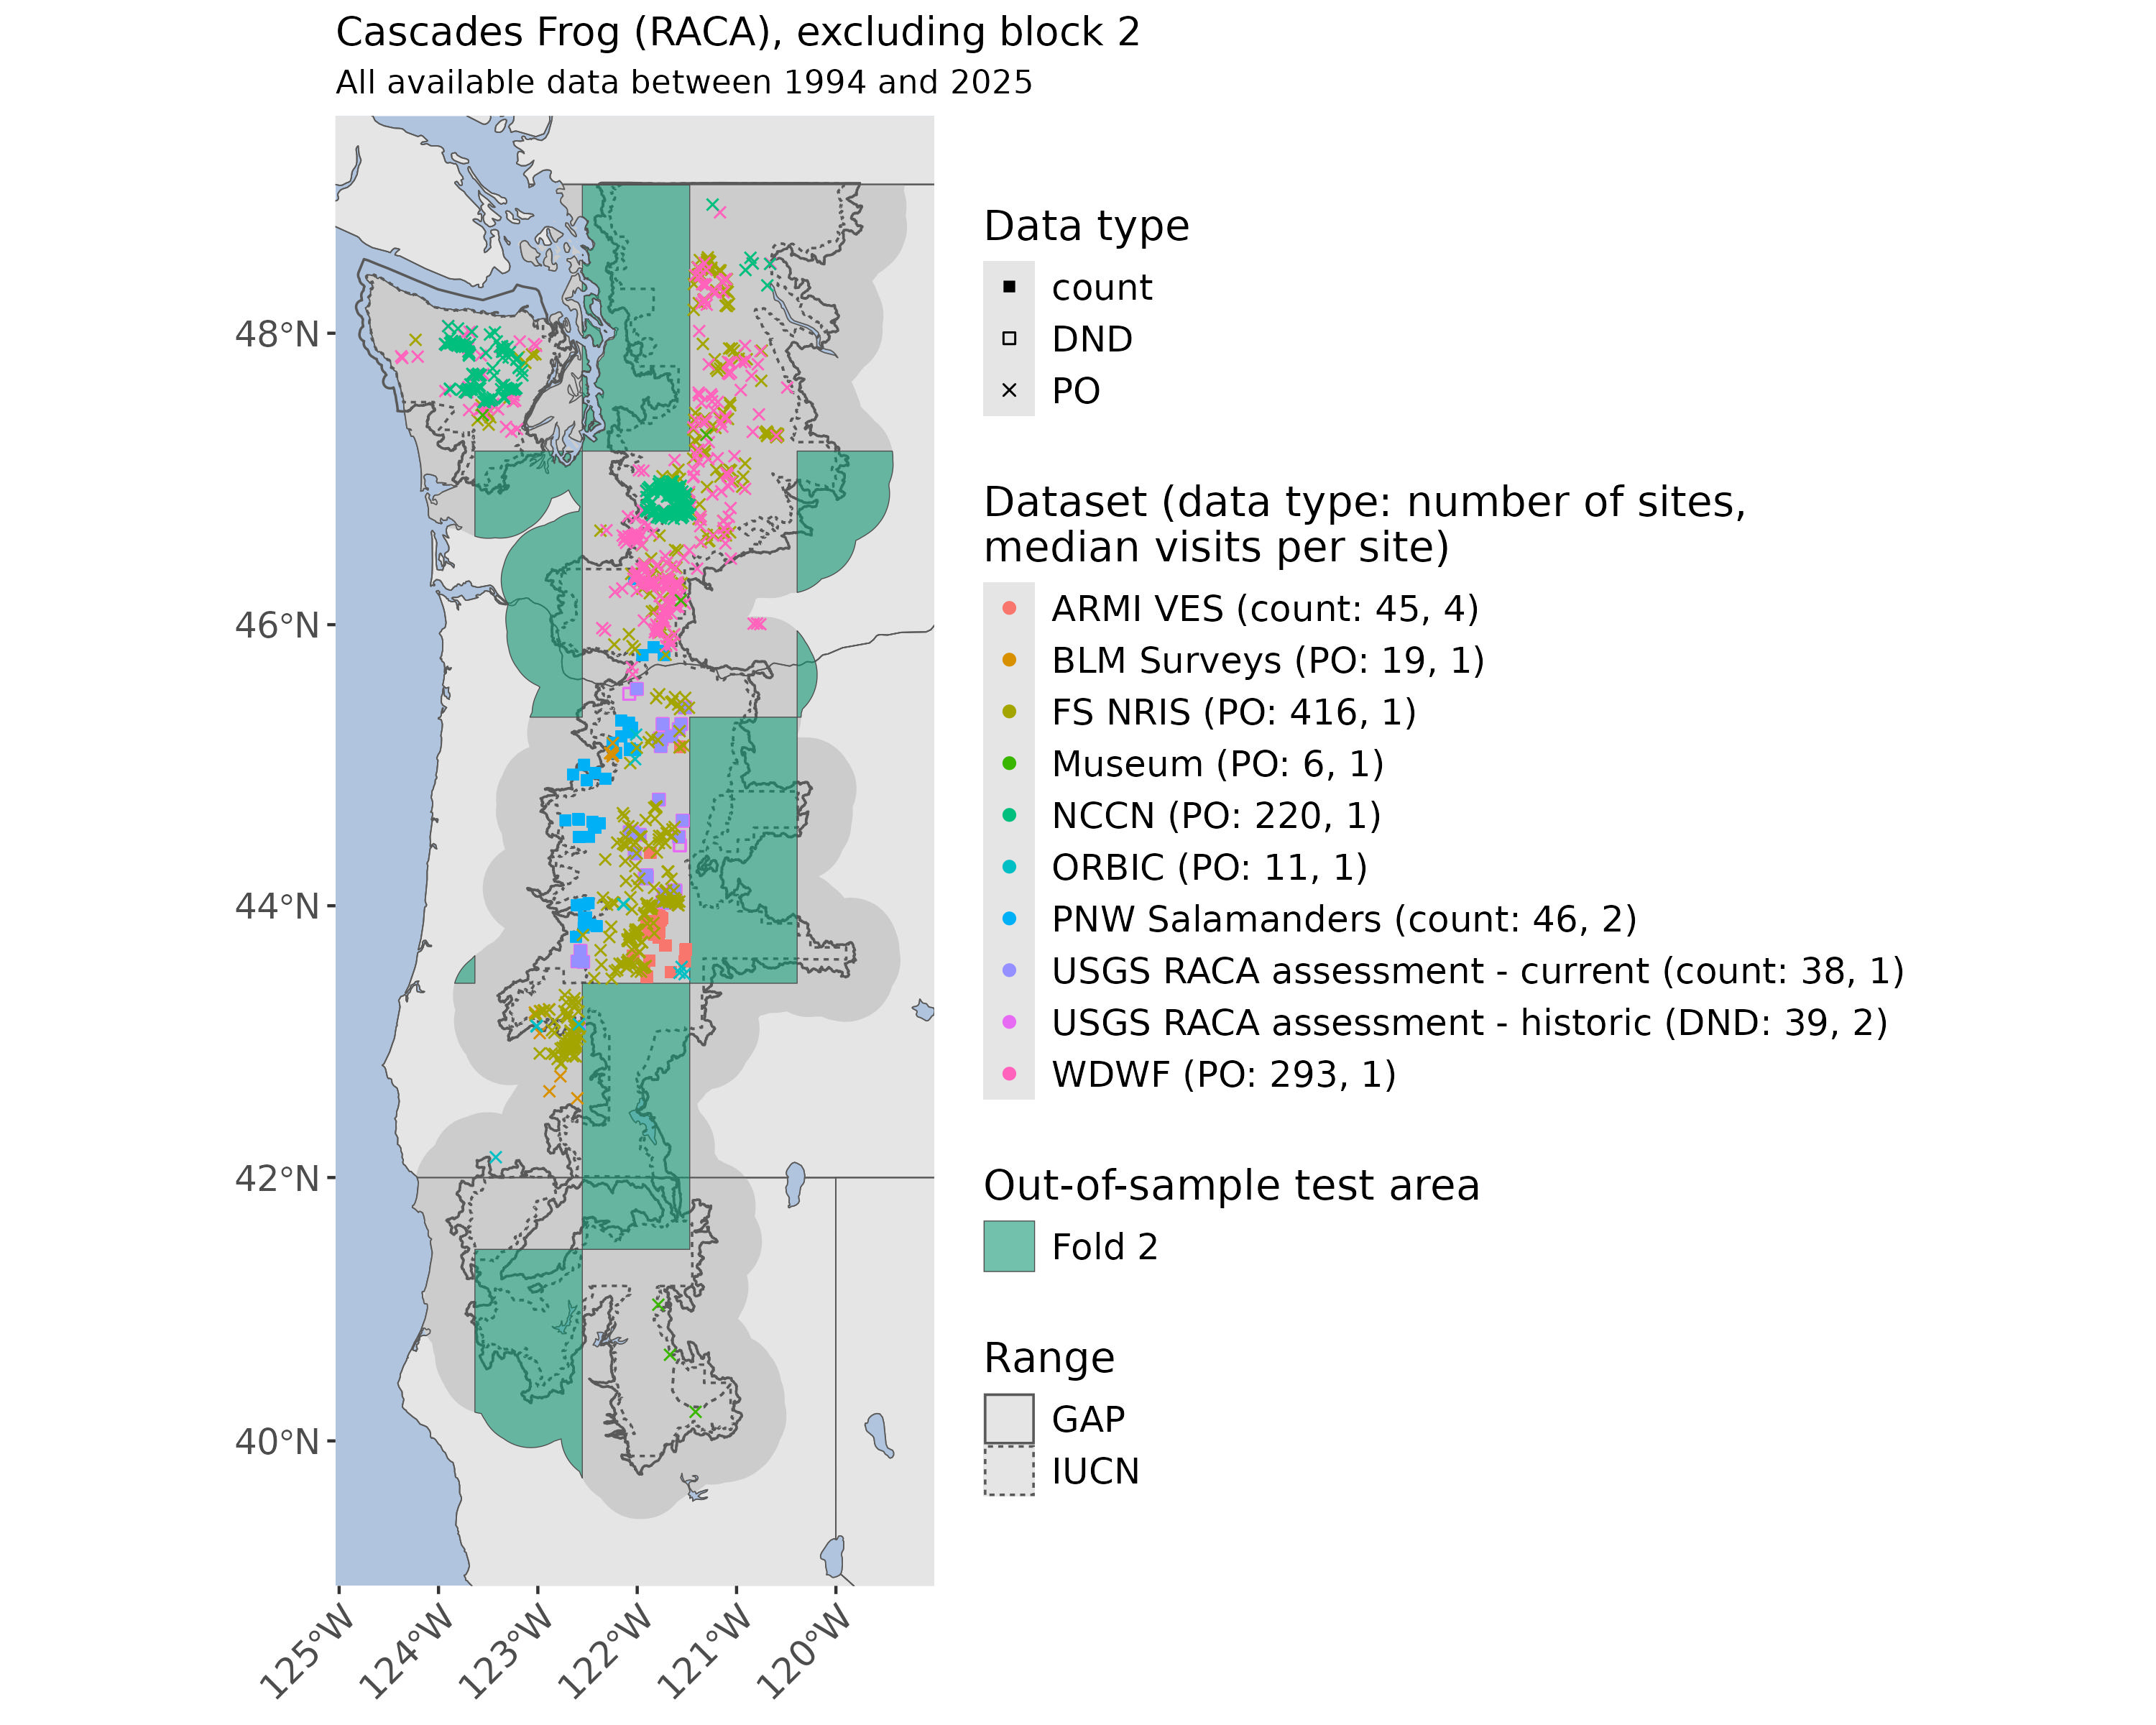 Cascades Frog (RACA), excluding block 2
All available data between 1994 and 2025
48°N
46°N
44°N
42°N
40°N
125°W
124°W
123°W
122°W
121°W
120°W
Data type
count
DND
PO
Dataset (data type: number of sites,
median visits per site)
ARMI VES (count: 45, 4)
BLM Surveys (PO: 19, 1)
FS NRIS (PO: 416, 1)
Museum (PO: 6, 1)
NCCN (PO: 220, 1)
ORBIC (PO: 11, 1)
PNW Salamanders (count: 46, 2)
USGS RACA assessment - current (count: 38, 1)
USGS RACA assessment - historic (DND: 39, 2)
WDWF (PO: 293, 1)
Out-of-sample test area
Fold 2
Range
GAP
IUCN